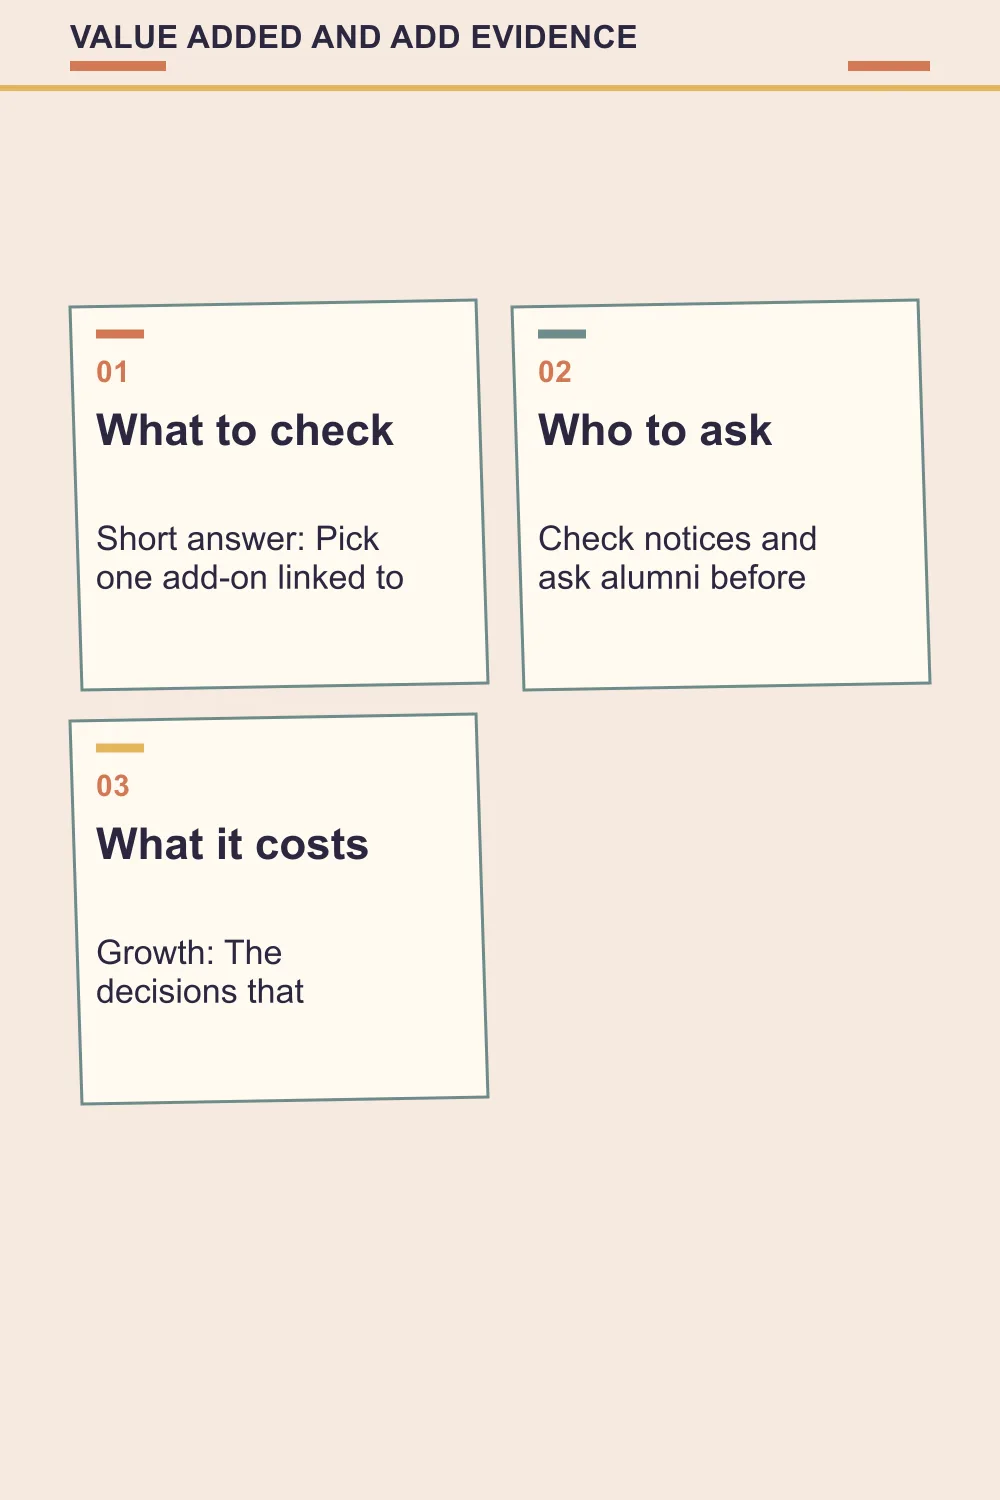 VALUE ADDED AND ADD EVIDENCE
01
What to check
Short answer: Pick
one add-on linked to
02
Who to ask
Check notices and
ask alumni before
03
What it costs
Growth: The
decisions that